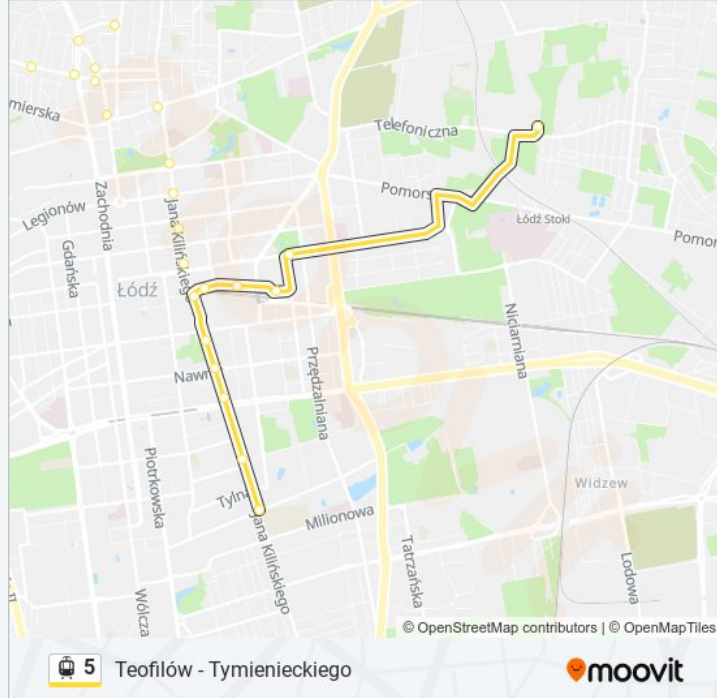 mierska
Telefoniczna
Zachodnia
Pomors
Legionów
Jana Kilińskiego
Łódź Stoki
Pomor
Gdańska
Łódź
Niciarniana
Przędzalniana
Nawr
Piotrkowska
Widzew
Tylna
Milionowa
Jana Kilińskiego
Tatrzańska
Lodowa
Wólcza
© OpenStreetMap contributors | © OpenMapTiles
5 Teofilów - Tymienieckiego
moovit